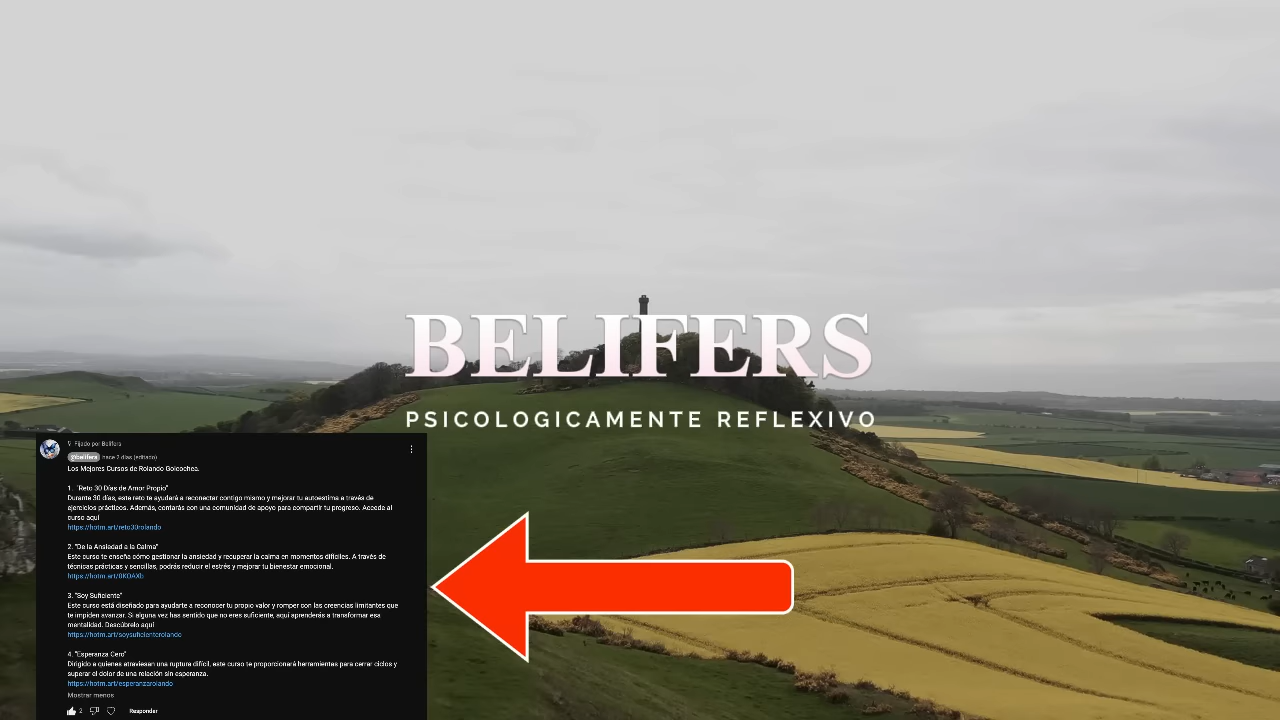 BELIFERS
PSICOLOGICAMENTE REFLEXIVO
Fijado por Belifers
@belifers hace 2 días (editado)
Los Mejores Cursos de Rolando Goicochea.
1. "Reto 30 Días de Amor Propio"
Durante 30 días, este reto te ayudará a reconectar contigo mismo y mejorar tu autoestima a través de
ejercicios prácticos. Además, contarás con una comunidad de apoyo para compartir tu progreso. Accede al
curso aquí
https://hotm.art/reto30rolando
2. "De la Ansiedad a la Calma"
Este curso te enseña cómo gestionar la ansiedad y recuperar la calma en momentos difíciles. A través de
técnicas prácticas y sencillas, podrás reducir el estrés y mejorar tu bienestar emocional.
https://hotm.art/0KOAXb
3. "Soy Suficiente"
Este curso está diseñado para ayudarte a reconocer tu propio valor y romper con las creencias limitantes que
te impiden avanzar. Si alguna vez has sentido que no eres suficiente, aquí aprenderás a transformar esa
mentalidad. Descúbrelo aquí
https://hotm.art/soysuficienterolando
4. "Esperanza Cero"
Dirigido a quienes atraviesan una ruptura difícil, este curso te proporcionará herramientas para cerrar ciclos y
superar el dolor de una relación sin esperanza.
https://hotm.art/esperanzarolando
Mostrar menos
2 Responder